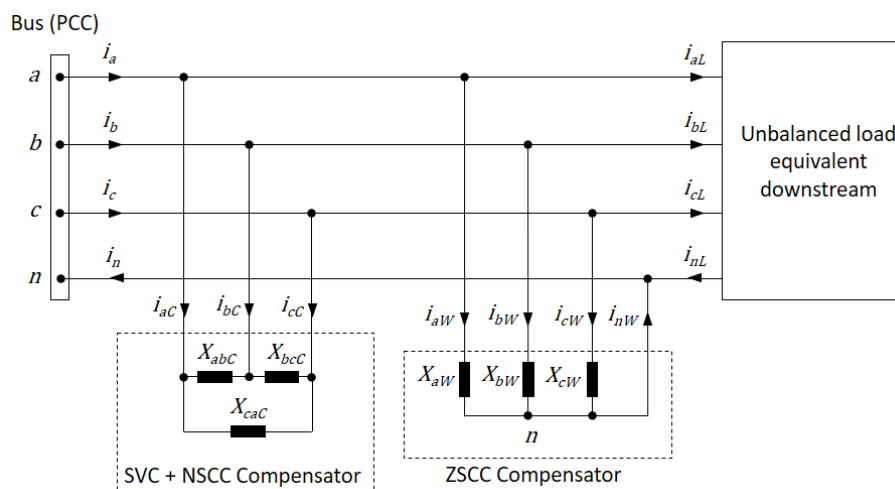 Bus (PCC)
a
i_a
i_aL
b
i_b
i_bL
Unbalanced load
equivalent
downstream
c
i_c
i_cL
n
i_n
i_nL
i_aC
i_bC
i_cC
i_aW
i_bW
i_cW
i_nW
X_abC
X_bcC
X_aW
X_bW
X_cW
X_caC
n
SVC + NSCC Compensator
ZSCC Compensator